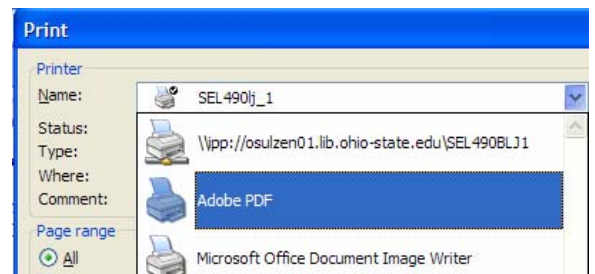 Print
Printer
Name: SEL490lj_1
Status:
\\ipp://osulzen01.lib.ohio-state.edu\SEL490BLJ1
Type:
Where:
Adobe PDF
Comment:
Page range
All
Microsoft Office Document Image Writer